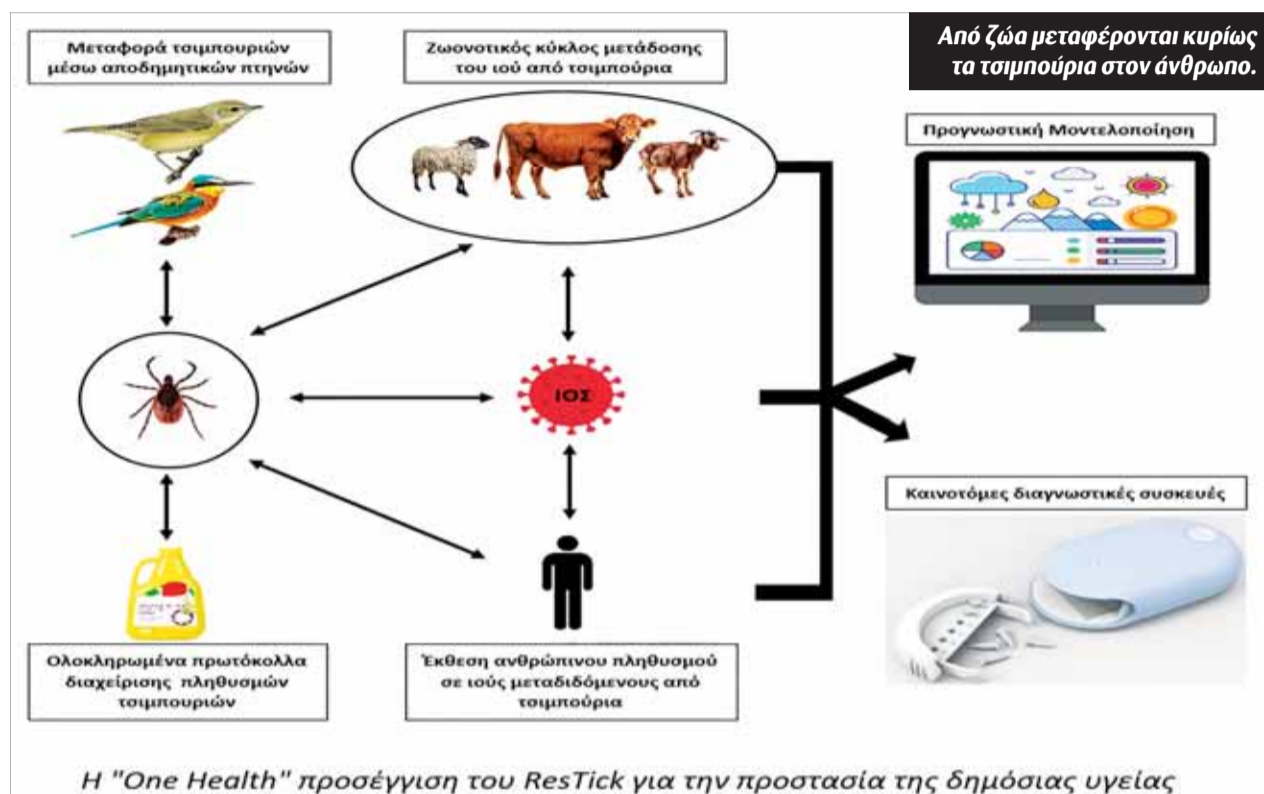 Από ζώα μεταφέρονται κυρίως
τα τσιμπούρια στον άνθρωπο.
Μεταφορά τσιμπουριών
μέσω αποδημητικών πτηνών
Ζωονοτικός κύκλος μετάδοσης
του ιού από τσιμπούρια
Προγνωστική Μοντελοποίηση
ΙΟΣ
Καινοτόμες διαγνωστικές συσκευές
Ολοκληρωμένα πρωτόκολλα
διαχείρισης πληθυσμών
τσιμπουριών
Έκθεση ανθρώπινου πληθυσμού
σε ιούς μεταδιδόμενους από
τσιμπούρια
Η "One Health" προσέγγιση του ResTick για την προστασία της δημόσιας υγείας